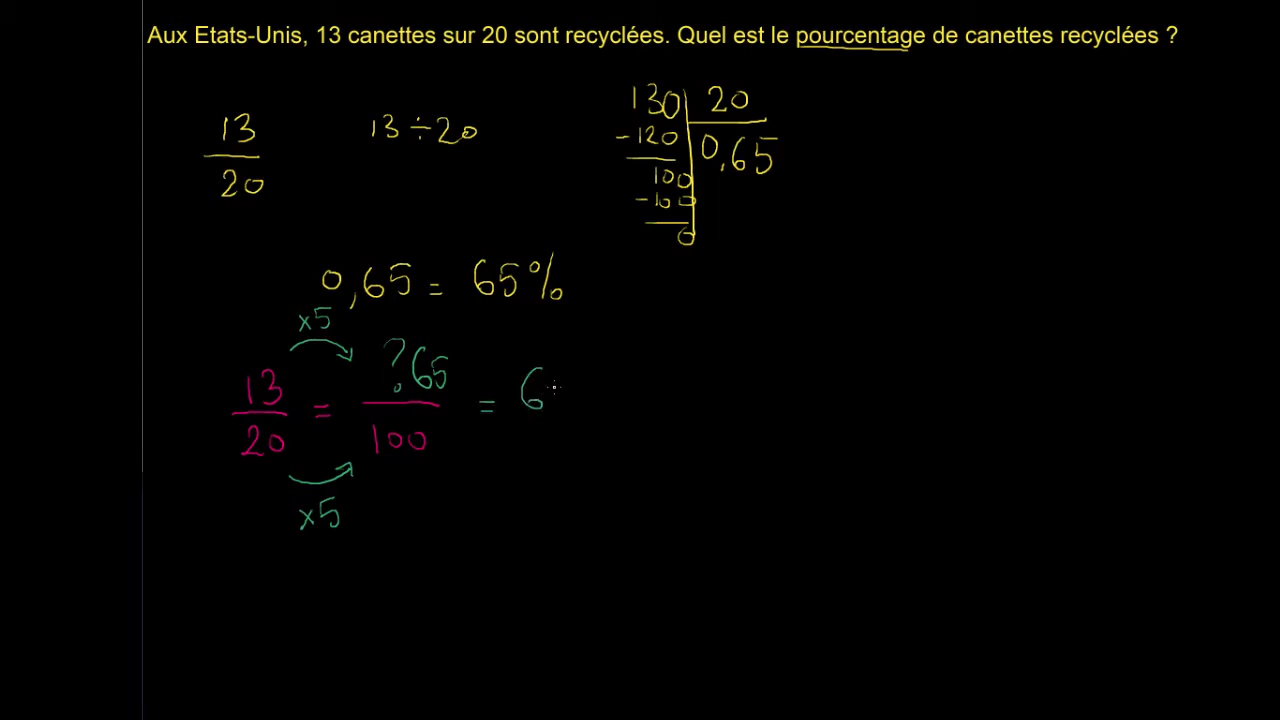 Aux Etats-Unis, 13 canettes sur 20 sont recyclées. Quel est le pourcentage de canettes recyclées ?
13
20
13 ÷ 20
130 20
-120 0,65
100
-100
0
0,65 = 65%
x5
13 = ? 65 = 6
20 100
x5